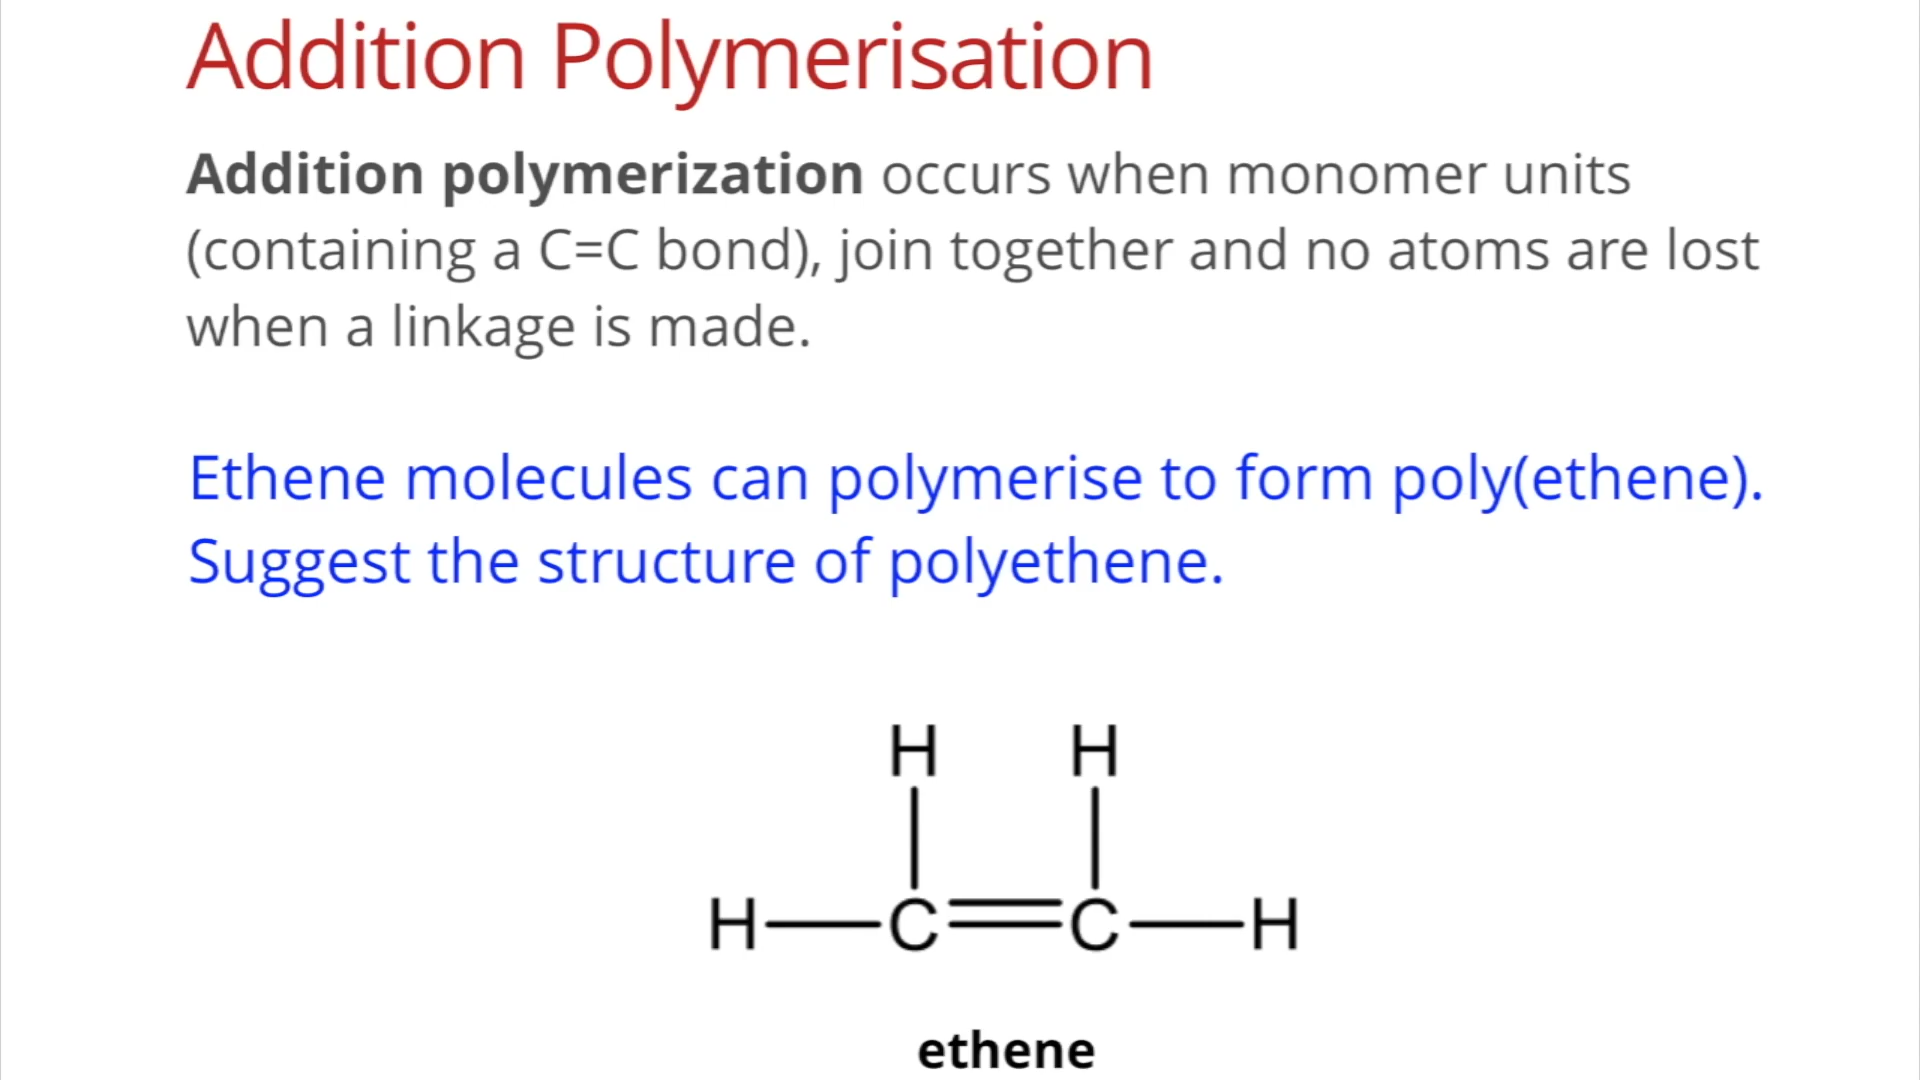 Addition Polymerisation
Addition polymerization occurs when monomer units
(containing a C=C bond), join together and no atoms are lost
when a linkage is made.
Ethene molecules can polymerise to form poly(ethene).
Suggest the structure of polyethene.
H H
H C C H
ethene